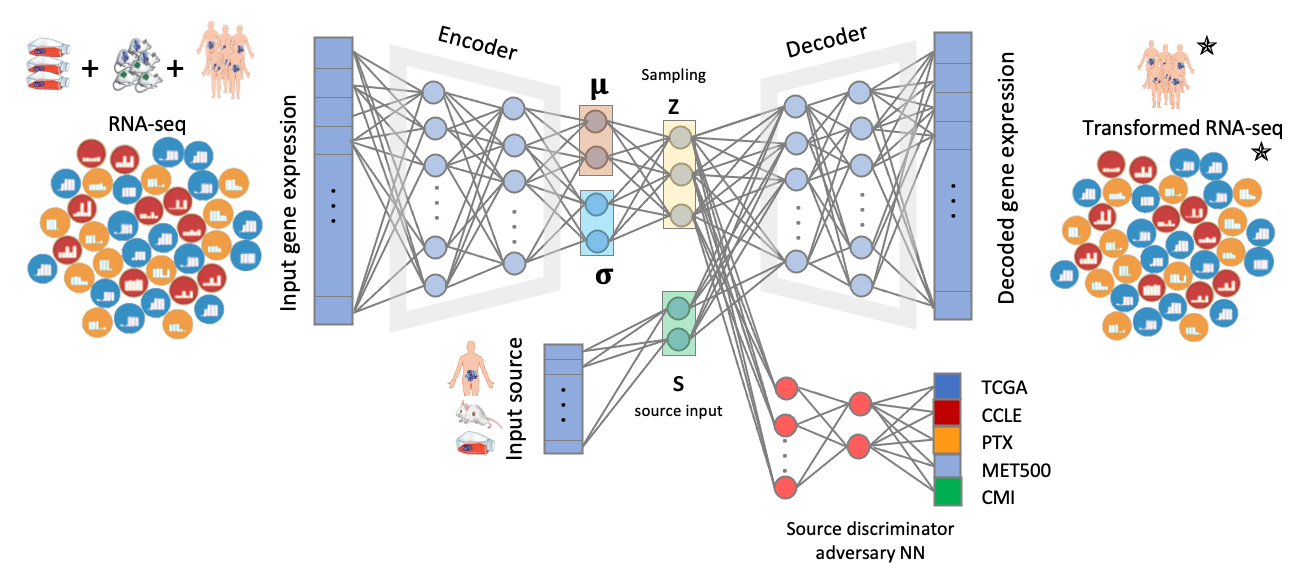 RNA-seq
Input gene expression
Encoder
μ
σ
Sampling
z
Decoder
Decoded gene expression
Transformed RNA-seq
Input source
s
source input
TCGA
CCLE
PTX
MET500
CMI
Source discriminator
adversary NN